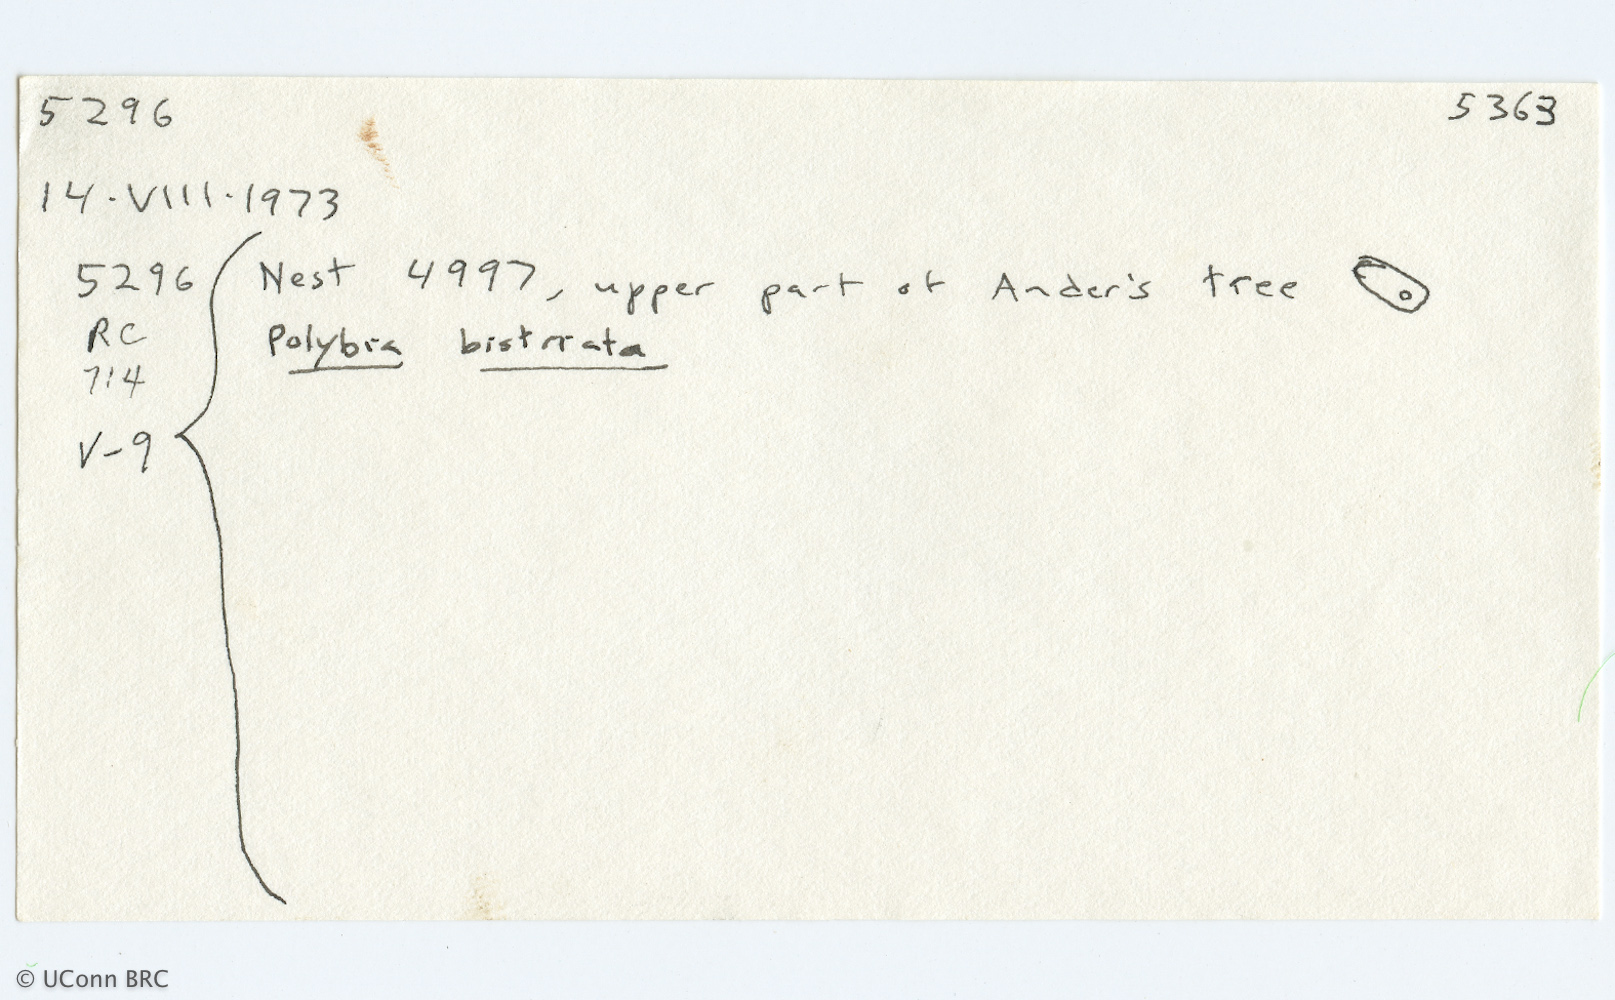 5296 5363
14·VIII·1973
5296 Nest 4997, upper part of Ander's tree
RC Polybia bistriata
714
V-9
© UConn BRC